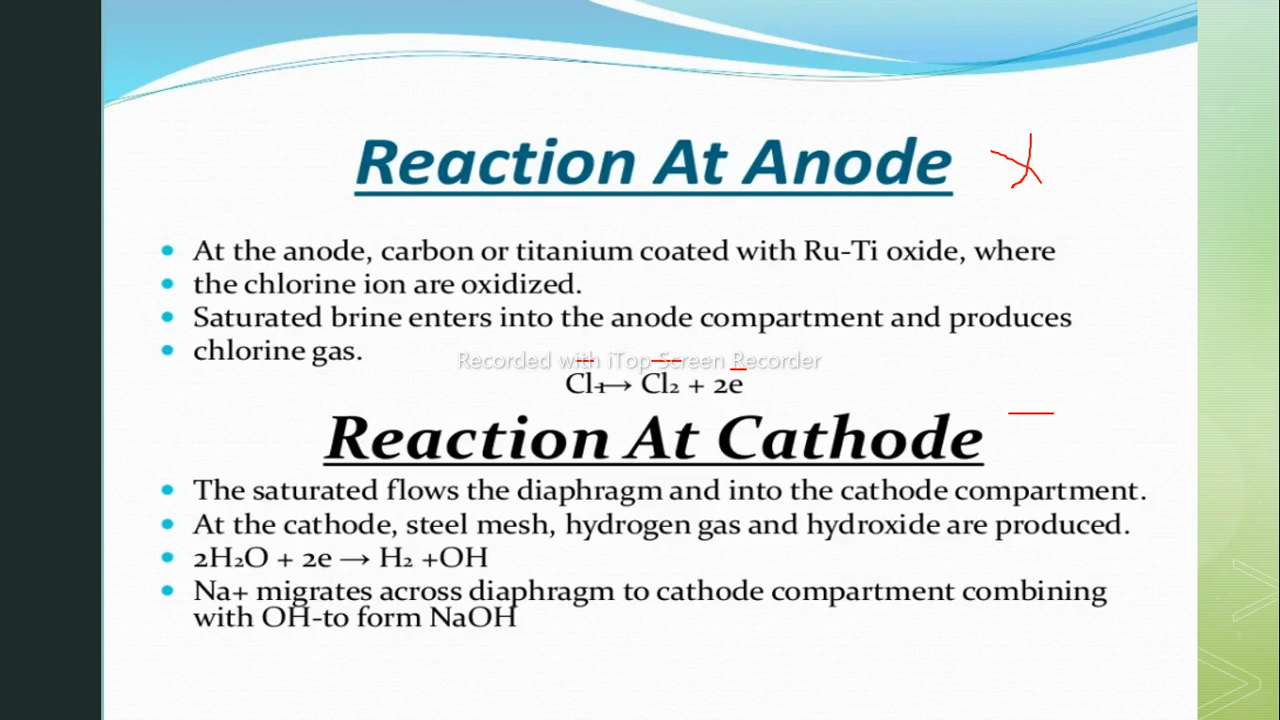 Reaction At Anode
At the anode, carbon or titanium coated with Ru-Ti oxide, where
the chlorine ion are oxidized.
Saturated brine enters into the anode compartment and produces
chlorine gas.
Recorded with iTop Screen Recorder
Cl → Cl₂ + 2e
Reaction At Cathode
The saturated flows the diaphragm and into the cathode compartment.
At the cathode, steel mesh, hydrogen gas and hydroxide are produced.
2H₂O + 2e → H₂ +OH
Na+ migrates across diaphragm to cathode compartment combining
with OH-to form NaOH